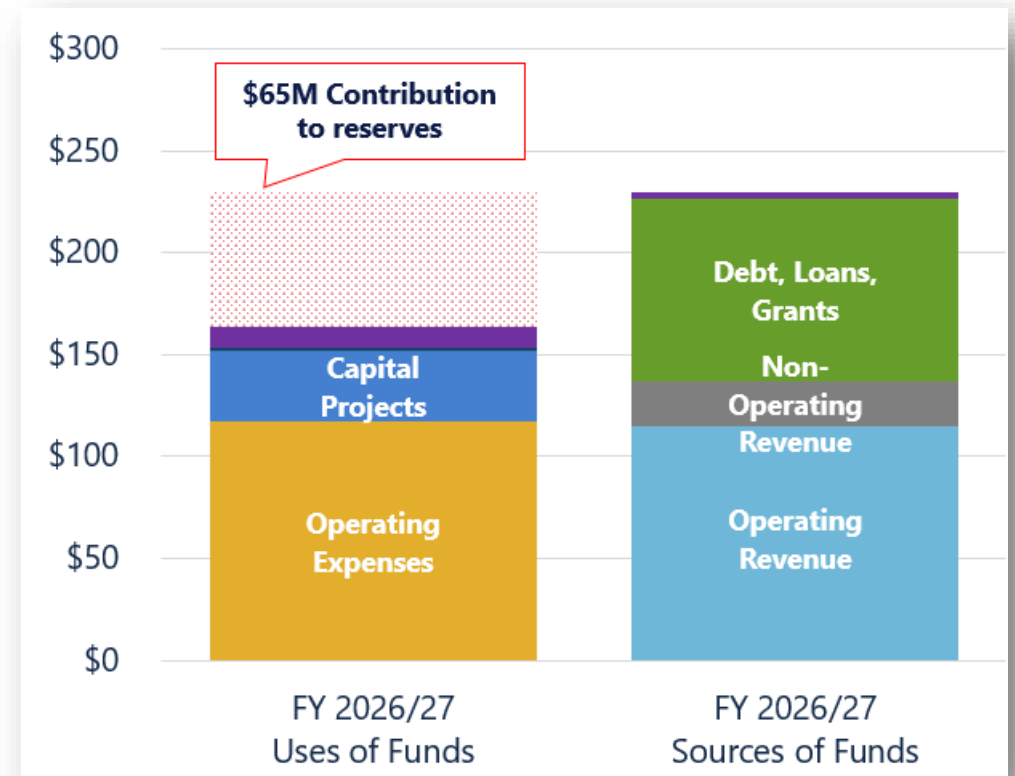 $300
$250
$200
$150
$100
$50
$0
$65M Contribution
to reserves
Capital
Projects
Operating
Expenses
Debt, Loans,
Grants
Non-
Operating
Revenue
Operating
Revenue
FY 2026/27
Uses of Funds
FY 2026/27
Sources of Funds